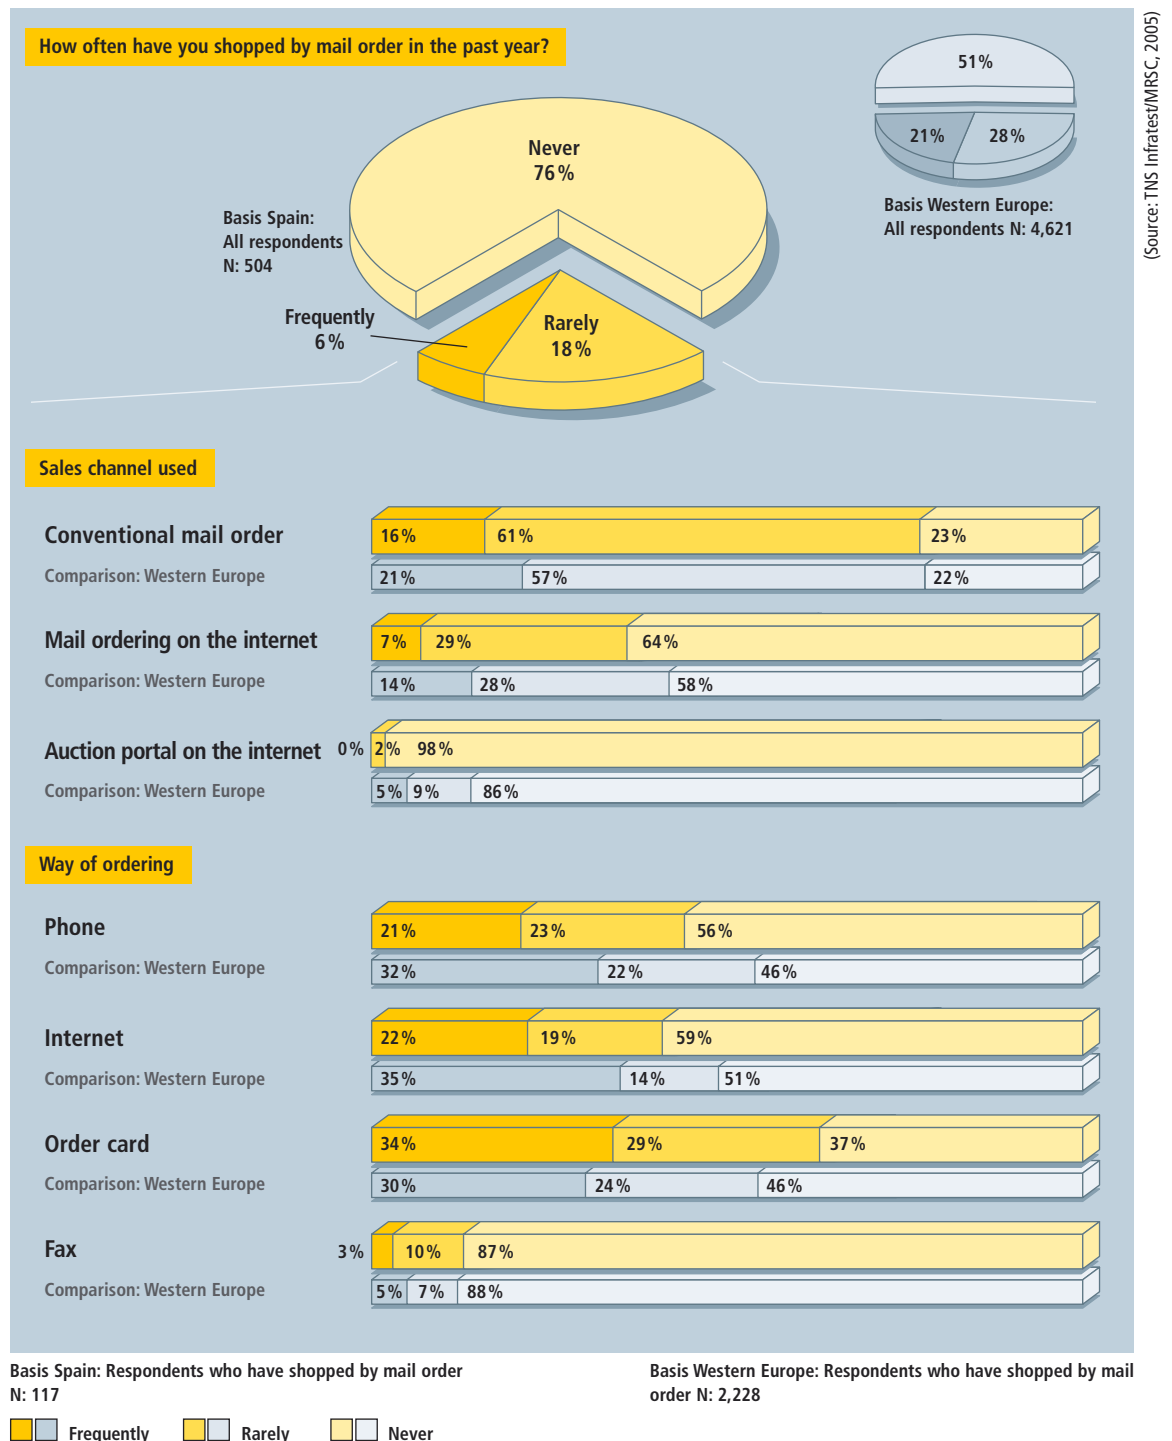 How often have you shopped by mail order in the past year?
51%
21%
28%
Basis Western Europe:
All respondents N: 4,621
(Source: TNS Infratest/MRSC, 2005)
Never
76%
Basis Spain:
All respondents
N: 504
Frequently
6%
Rarely
18%
Sales channel used
Conventional mail order
16% 61% 23%
Comparison: Western Europe
21% 57% 22%
Mail ordering on the internet
7% 29% 64%
Comparison: Western Europe
14% 28% 58%
Auction portal on the internet
0% 2% 98%
Comparison: Western Europe
5% 9% 86%
Way of ordering
Phone
21% 23% 56%
Comparison: Western Europe
32% 22% 46%
Internet
22% 19% 59%
Comparison: Western Europe
35% 14% 51%
Order card
34% 29% 37%
Comparison: Western Europe
30% 24% 46%
Fax
3% 10% 87%
Comparison: Western Europe
5% 7% 88%
Basis Spain: Respondents who have shopped by mail order
N: 117
Basis Western Europe: Respondents who have shopped by mail
order N: 2,228
Frequently Rarely Never